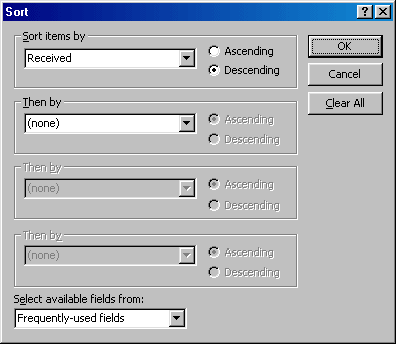 Sort
Sort items by
Received
Ascending
Descending
OK
Cancel
Clear All
Then by
(none)
Ascending
Descending
Then by
(none)
Ascending
Descending
Then by
(none)
Ascending
Descending
Select available fields from:
Frequently-used fields